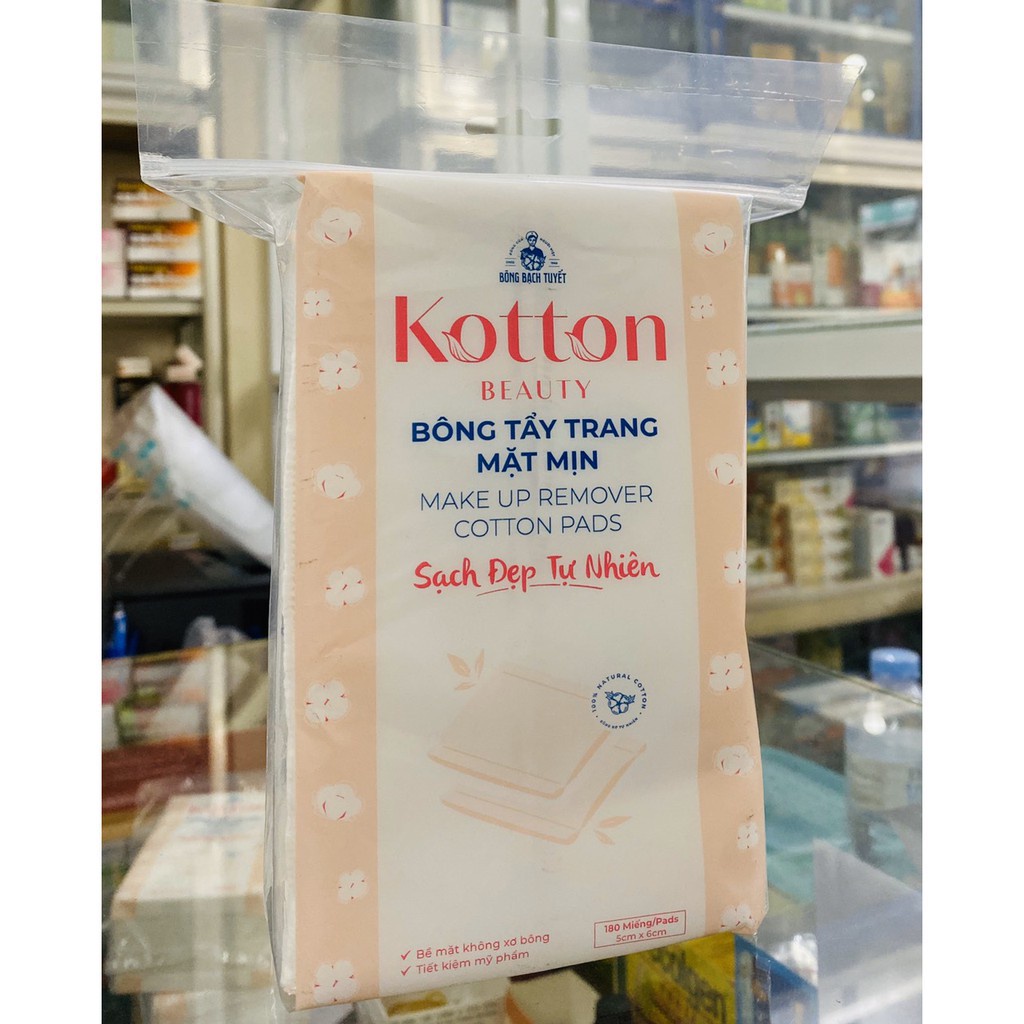 BÔNG BẠCH TUYẾT
Kotton
BEAUTY
BÔNG TẨY TRANG
MẶT MỊN
MAKE UP REMOVER
COTTON PADS
Sạch Đẹp Tự Nhiên
100% NATURAL COTTON
180 Miếng/Pads
5cm x 6cm
✓ Bề mặt không xơ bông
✓ Tiết kiệm mỹ phẩm